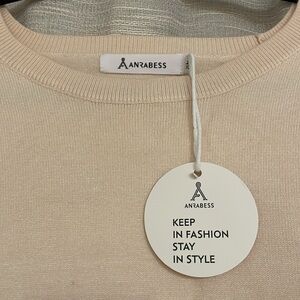 ANRABESS
ANRABESS
KEEP
IN FASHION
STAY
IN STYLE